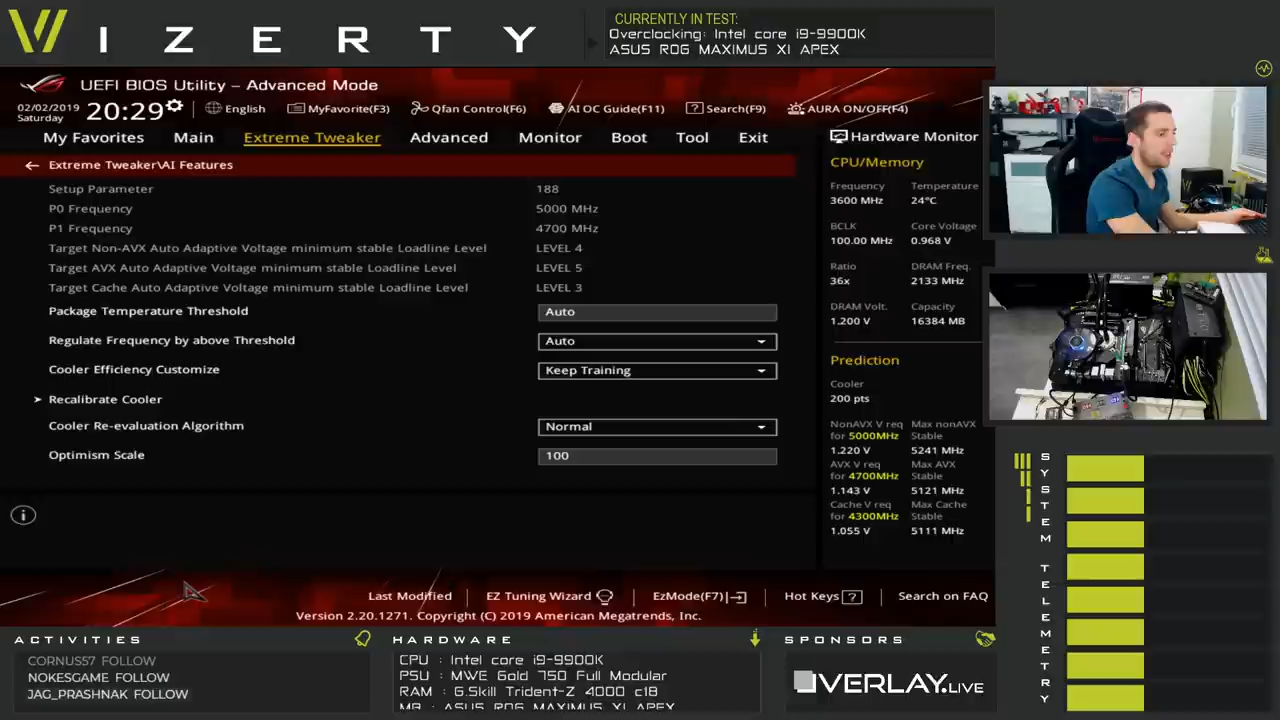 WIZERTY
CURRENTLY IN TEST:
Overclocking: Intel core i9-9900K
ASUS ROG MAXIMUS XI APEX
UEFI BIOS Utility – Advanced Mode
02/02/2019
Saturday
20:29
English
MyFavorite(F3)
Qfan Control(F6)
AI OC Guide(F11)
Search(F9)
AURA ON/OFF(F4)
My Favorites
Main
Extreme Tweaker
Advanced
Monitor
Boot
Tool
Exit
Extreme Tweaker\AI Features
Setup Parameter 188
P0 Frequency 5000 MHz
P1 Frequency 4700 MHz
Target Non-AVX Auto Adaptive Voltage minimum stable Loadline Level LEVEL 4
Target AVX Auto Adaptive Voltage minimum stable Loadline Level LEVEL 5
Target Cache Auto Adaptive Voltage minimum stable Loadline Level LEVEL 3
Package Temperature Threshold Auto
Regulate Frequency by above Threshold Auto
Cooler Efficiency Customize Keep Training
Recalibrate Cooler
Cooler Re-evaluation Algorithm Normal
Optimism Scale 100
Hardware Monitor
CPU/Memory
Frequency Temperature
3600 MHz 24°C
BCLK Core Voltage
100.00 MHz 0.968 V
Ratio DRAM Freq.
36x 2133 MHz
DRAM Volt. Capacity
1.200 V 16384 MB
Prediction
Cooler
200 pts
NonAVX V req Max nonAVX
for 5000MHz Stable
1.220 V 5241 MHz
AVX V req Max AVX
for 4700MHz Stable
1.143 V 5121 MHz
Cache V req Max Cache
for 4300MHz Stable
1.055 V 5111 MHz
Last Modified
EZ Tuning Wizard
EzMode(F7)
Hot Keys ?
Search on FAQ
Version 2.20.1271. Copyright (C) 2019 American Megatrends, Inc.
SYSTEM TELEMETRY
ACTIVITIES
CORNUS57 FOLLOW
NOKESGAME FOLLOW
JAG_PRASHNAK FOLLOW
HARDWARE
CPU : Intel core i9-9900K
PSU : MWE Gold 750 Full Modular
RAM : G.Skill Trident-Z 4000 c18
MB : ASUS ROG MAXIMUS XI APEX
SPONSORS
OVERLAY.LIVE